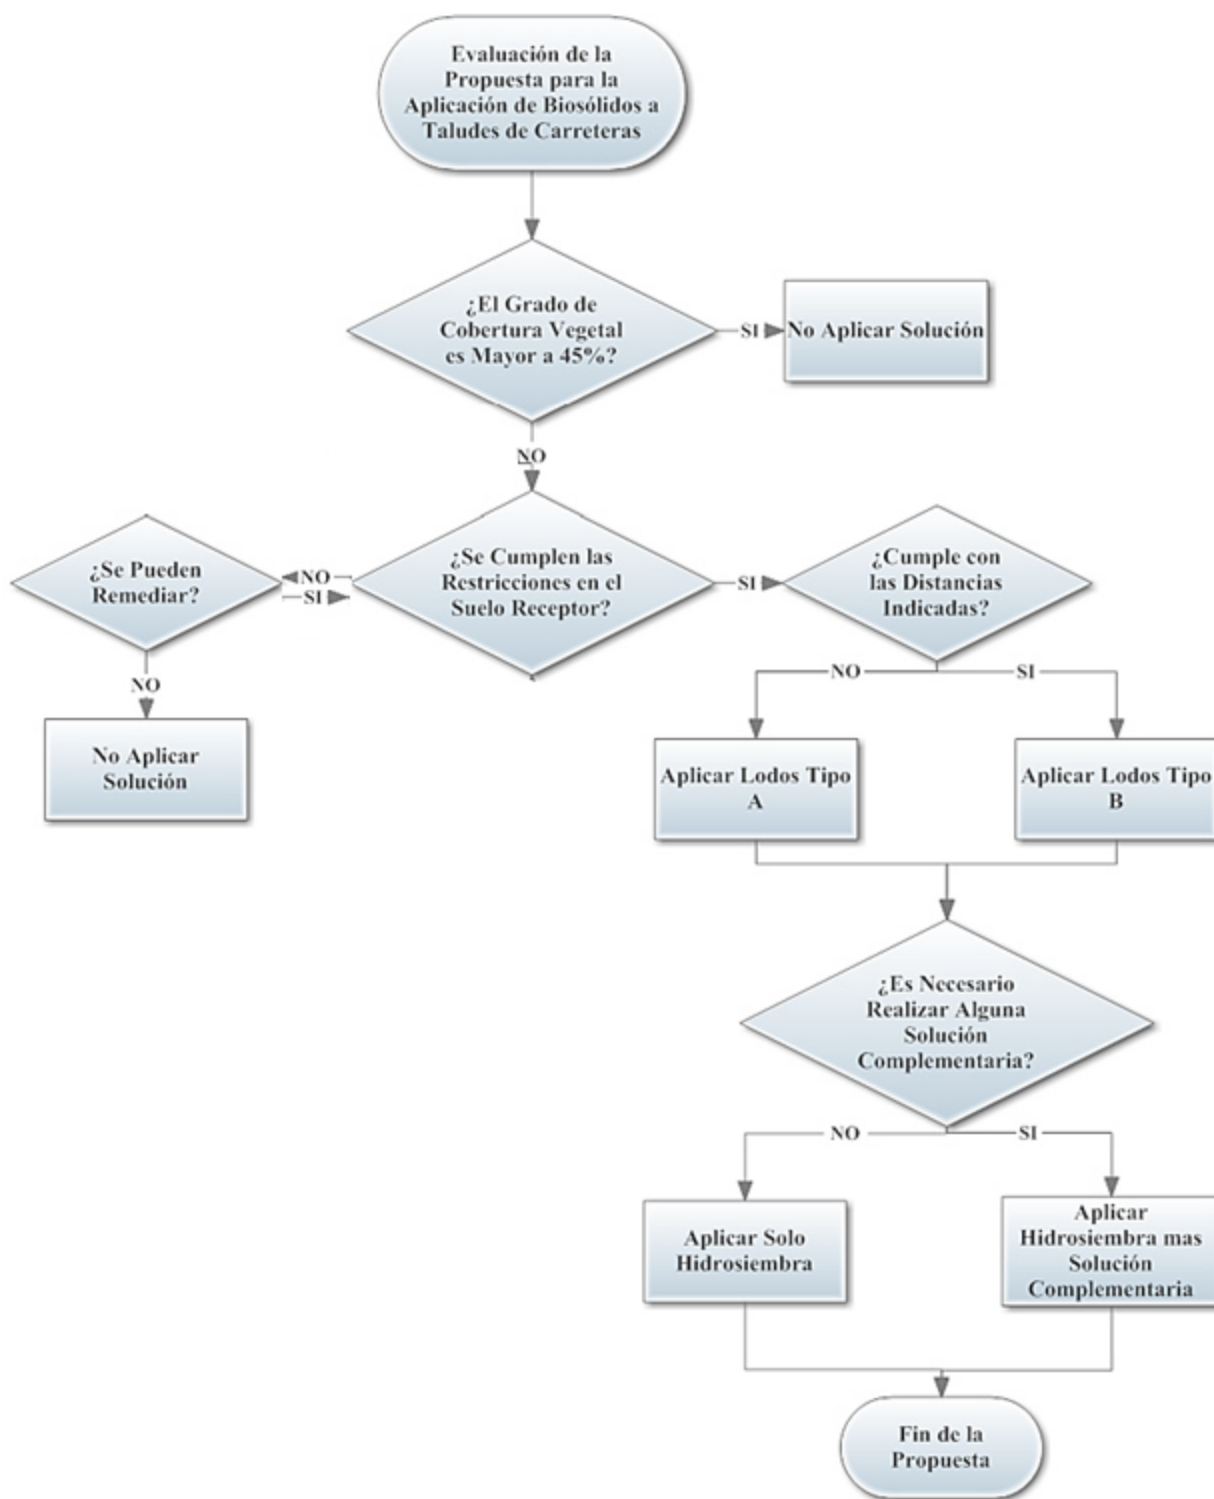 Evaluación de la
Propuesta para la
Aplicación de Biosólidos a
Taludes de Carreteras
¿El Grado de
Cobertura Vegetal
es Mayor a 45%?
SI
No Aplicar Solución
NO
¿Se Pueden
Remediar?
NO
SI
¿Se Cumplen las
Restricciones en el
Suelo Receptor?
SI
¿Cumple con
las Distancias
Indicadas?
NO
No Aplicar
Solución
NO
SI
Aplicar Lodos Tipo
A
Aplicar Lodos Tipo
B
¿Es Necesario
Realizar Alguna
Solución
Complementaria?
NO
SI
Aplicar Solo
Hidrosiembra
Aplicar
Hidrosiembra mas
Solución
Complementaria
Fin de la
Propuesta